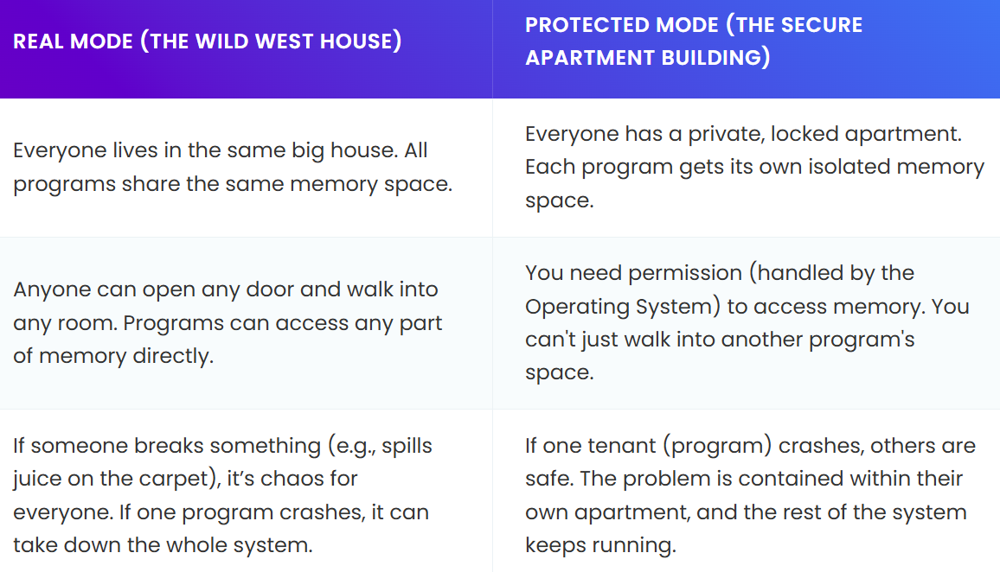 REAL MODE (THE WILD WEST HOUSE)
PROTECTED MODE (THE SECURE
APARTMENT BUILDING)
Everyone lives in the same big house. All
programs share the same memory space.
Everyone has a private, locked apartment.
Each program gets its own isolated memory
space.
Anyone can open any door and walk into
any room. Programs can access any part
of memory directly.
You need permission (handled by the
Operating System) to access memory. You
can't just walk into another program's
space.
If someone breaks something (e.g., spills
juice on the carpet), it’s chaos for
everyone. If one program crashes, it can
take down the whole system.
If one tenant (program) crashes, others are
safe. The problem is contained within their
own apartment, and the rest of the system
keeps running.